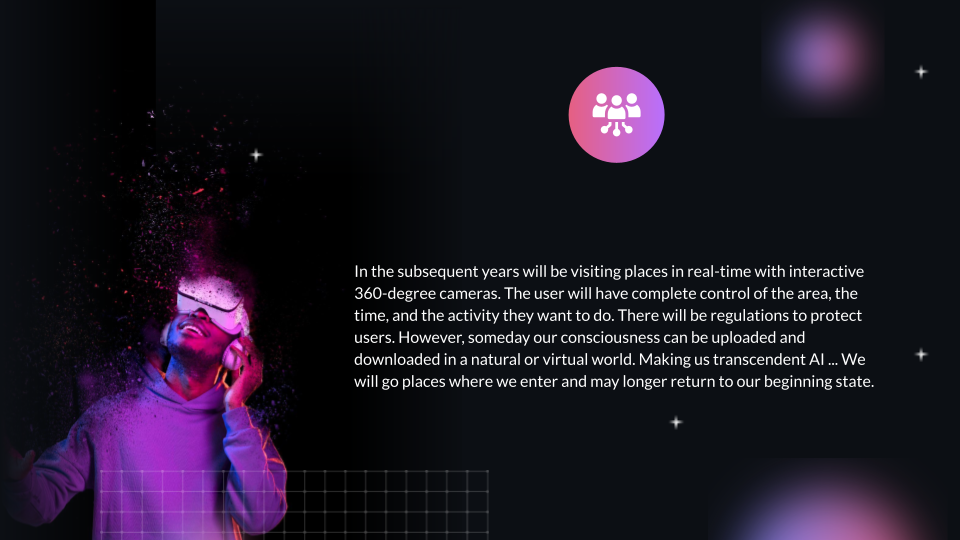 In the subsequent years will be visiting places in real-time with interactive
360-degree cameras. The user will have complete control of the area, the
time, and the activity they want to do. There will be regulations to protect
users. However, someday our consciousness can be uploaded and
downloaded in a natural or virtual world. Making us transcendent AI ... We
will go places where we enter and may longer return to our beginning state.